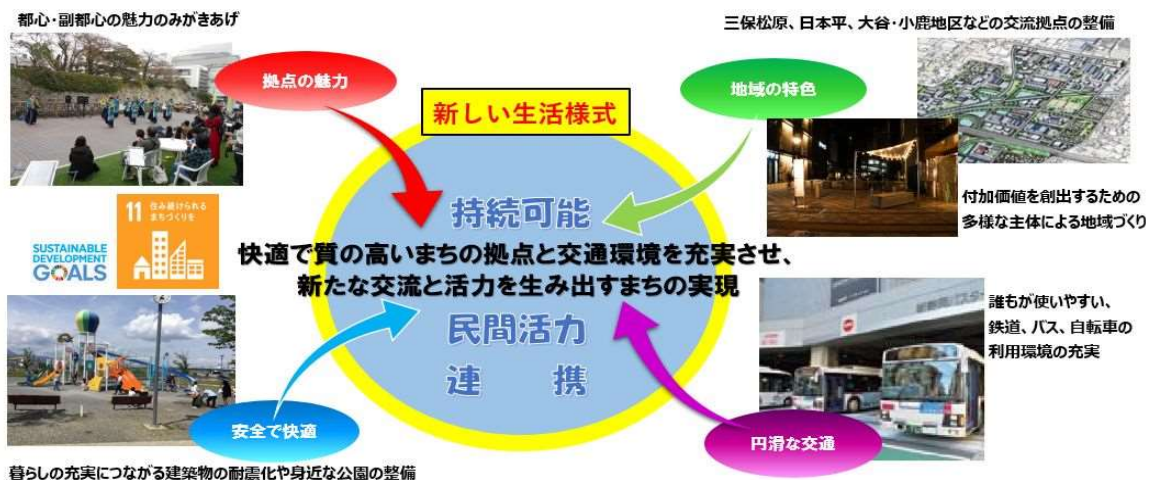 都心・副都心の魅力のみがきあげ
三保松原、日本平、大谷・小鹿地区などの交流拠点の整備
拠点の魅力
地域の特色
新しい生活様式
持続可能
付加価値を創出するための
多様な主体による地域づくり
11 住み続けられる
まちづくりを
SUSTAINABLE
DEVELOPMENT
GOALS
快適で質の高いまちの拠点と交通環境を充実させ、
新たな交流と活力を生み出すまちの実現
民間活力
連　携
誰もが使いやすい、
鉄道、バス、自転車の
利用環境の充実
安全で快適
円滑な交通
暮らしの充実につながる建築物の耐震化や身近な公園の整備